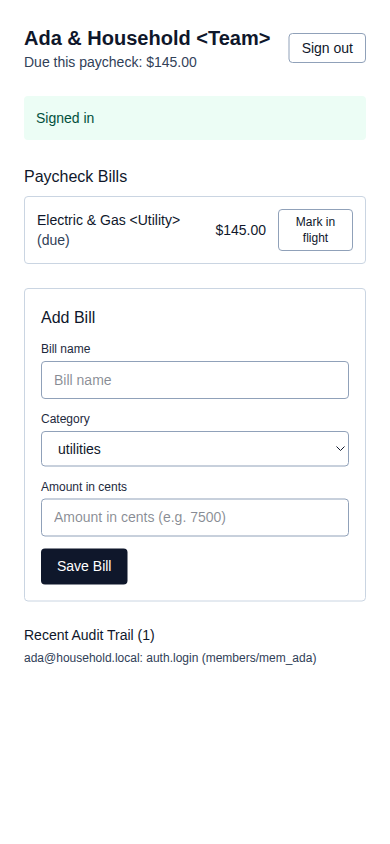 Ada & Household <Team>
Sign out
Due this paycheck: $145.00
Signed in
Paycheck Bills
Electric & Gas <Utility>
(due)
$145.00
Mark in
flight
Add Bill
Bill name
Bill name
Category
utilities
Amount in cents
Amount in cents (e.g. 7500)
Save Bill
Recent Audit Trail (1)
ada@household.local: auth.login (members/mem_ada)